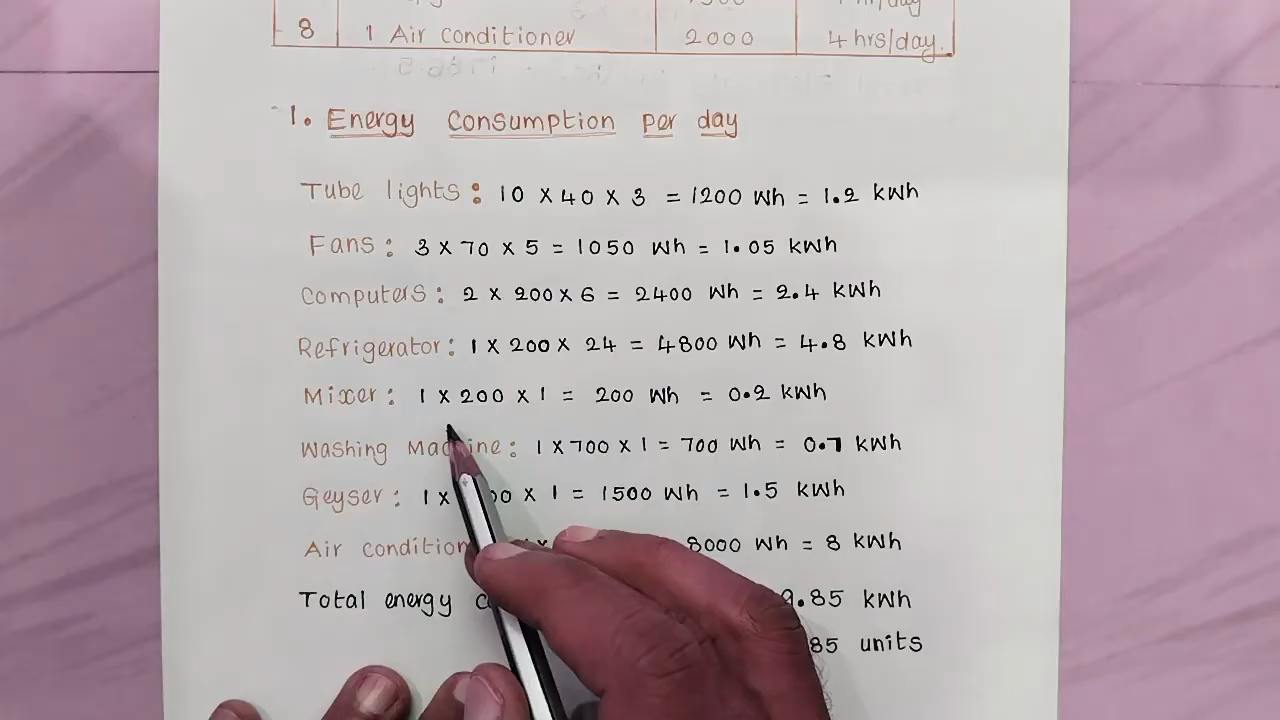 8 1 Air conditioner 2000 4 hrs/day.
1. Energy Consumption per day
Tube lights: 10 x 40 x 3 = 1200 Wh = 1.2 kWh
Fans: 3 x 70 x 5 = 1050 Wh = 1.05 kWh
Computers: 2 x 200 x 6 = 2400 Wh = 2.4 kWh
Refrigerator: 1 x 200 x 24 = 4800 Wh = 4.8 kWh
Mixer: 1 x 200 x 1 = 200 Wh = 0.2 kWh
Washing Machine: 1 x 700 x 1 = 700 Wh = 0.7 kWh
Geyser: 1 x x 1 = 1500 Wh = 1.5 kWh
Air 8000 Wh = 8 kWh
Total energy 9.85 kWh
85 units